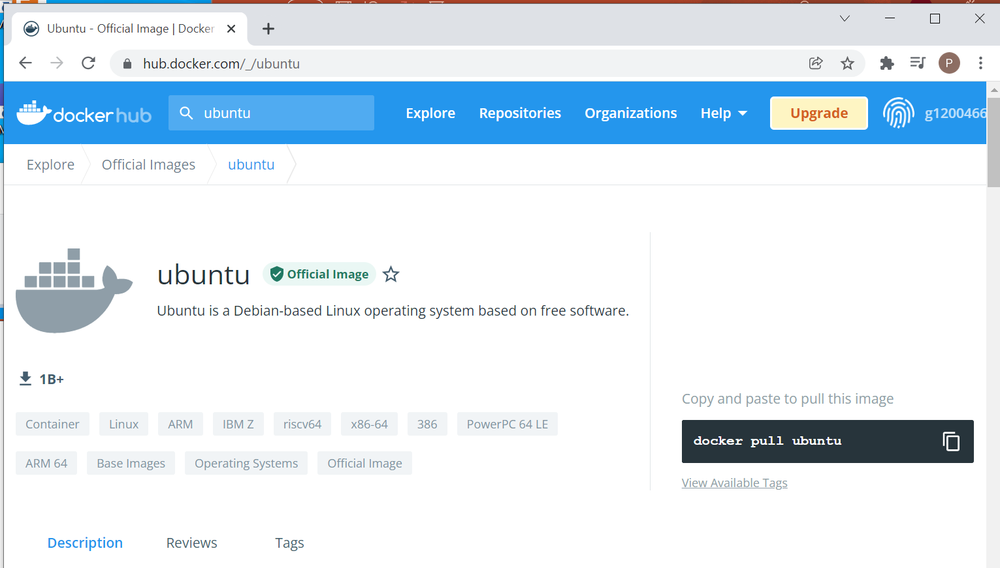 Ubuntu - Official Image | Docker
hub.docker.com/_/ubuntu
P
docker hub
ubuntu
Explore
Repositories
Organizations
Help
Upgrade
g1200466
Explore
Official Images
ubuntu
ubuntu
Official Image
Ubuntu is a Debian-based Linux operating system based on free software.
1B+
Container
Linux
ARM
IBM Z
riscv64
x86-64
386
PowerPC 64 LE
ARM 64
Base Images
Operating Systems
Official Image
Copy and paste to pull this image
docker pull ubuntu
View Available Tags
Description
Reviews
Tags